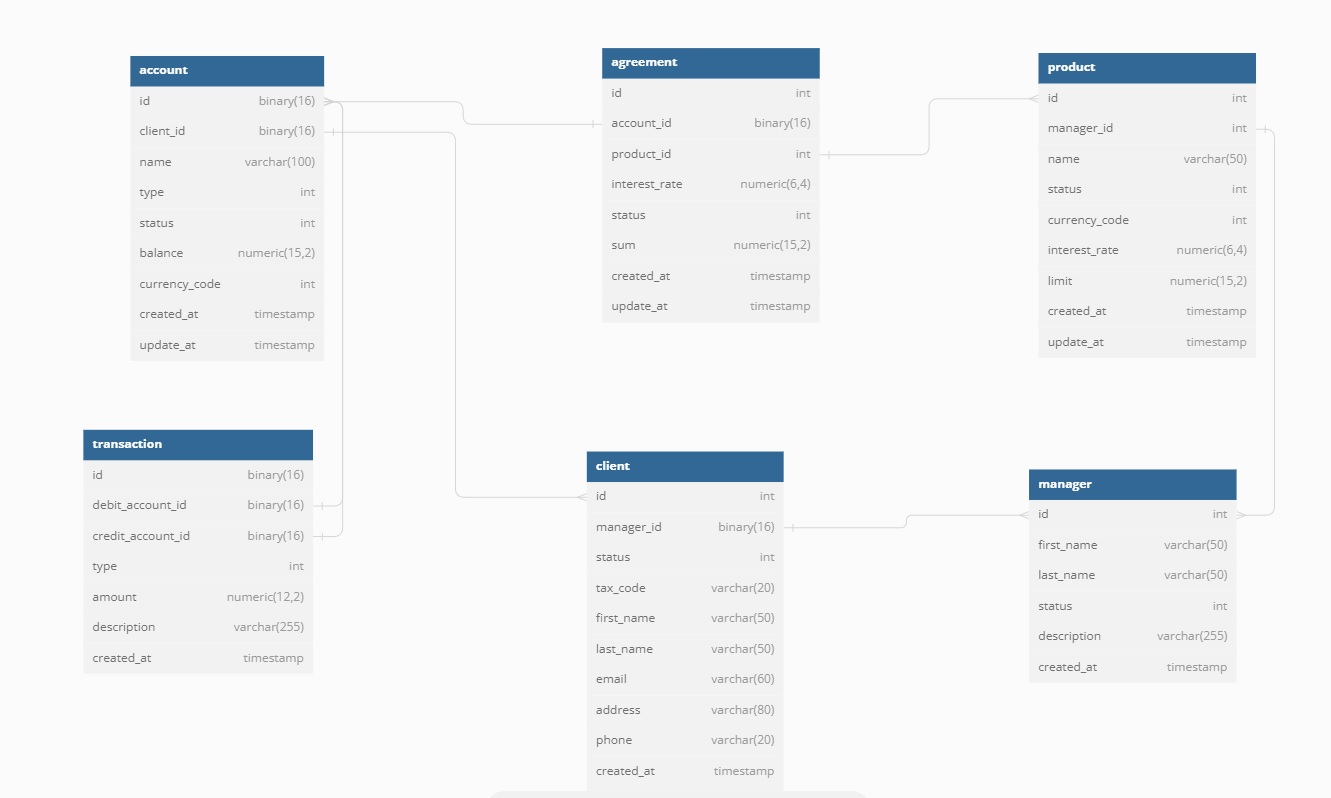 account
id binary(16)
client_id binary(16)
name varchar(100)
type int
status int
balance numeric(15,2)
currency_code int
created_at timestamp
update_at timestamp
agreement
id int
account_id binary(16)
product_id int
interest_rate numeric(6,4)
status int
sum numeric(15,2)
created_at timestamp
update_at timestamp
product
id int
manager_id int
name varchar(50)
status int
currency_code int
interest_rate numeric(6,4)
limit numeric(15,2)
created_at timestamp
update_at timestamp
transaction
id binary(16)
debit_account_id binary(16)
credit_account_id binary(16)
type int
amount numeric(12,2)
description varchar(255)
created_at timestamp
client
id int
manager_id binary(16)
status int
tax_code varchar(20)
first_name varchar(50)
last_name varchar(50)
email varchar(60)
address varchar(80)
phone varchar(20)
created_at timestamp
manager
id int
first_name varchar(50)
last_name varchar(50)
status int
description varchar(255)
created_at timestamp